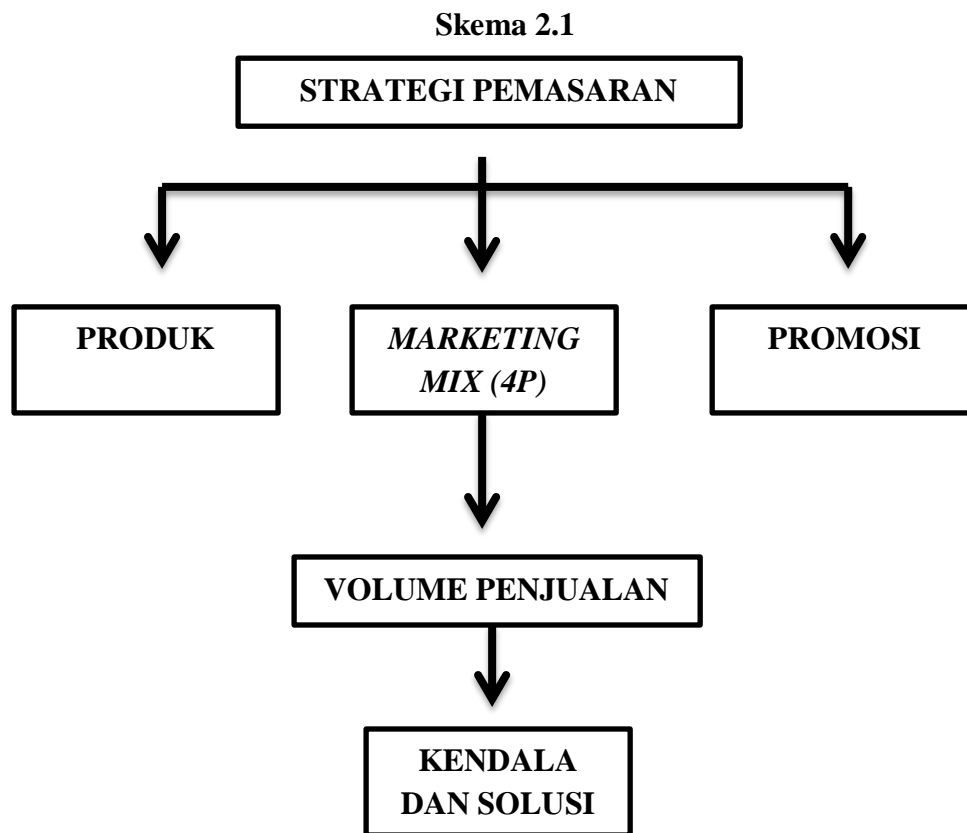 Skema 2.1
STRATEGI PEMASARAN
PRODUK
MARKETING
MIX (4P)
PROMOSI
VOLUME PENJUALAN
KENDALA
DAN SOLUSI